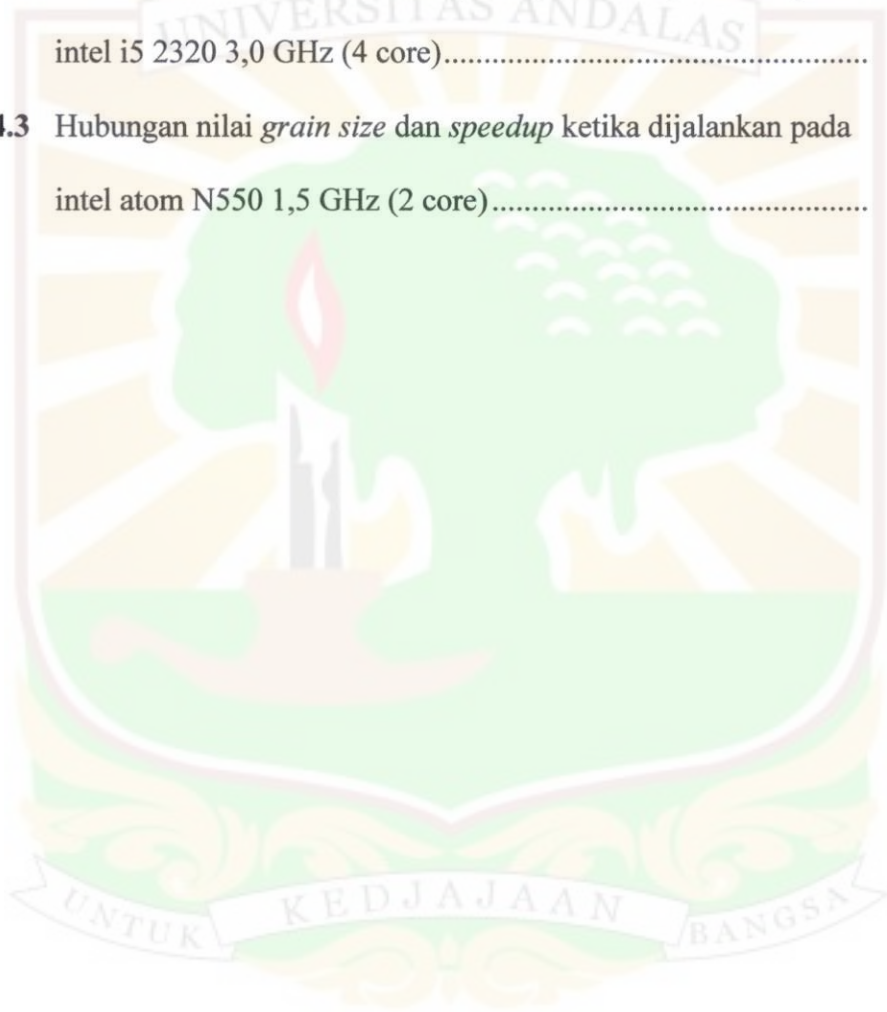 UNIVERSITAS ANDALAS
intel i5 2320 3,0 GHz (4 core).....................................................
4.3 Hubungan nilai grain size dan speedup ketika dijalankan pada
intel atom N550 1,5 GHz (2 core)...............................................
UNTUK KEDJAJAAN BANGSA